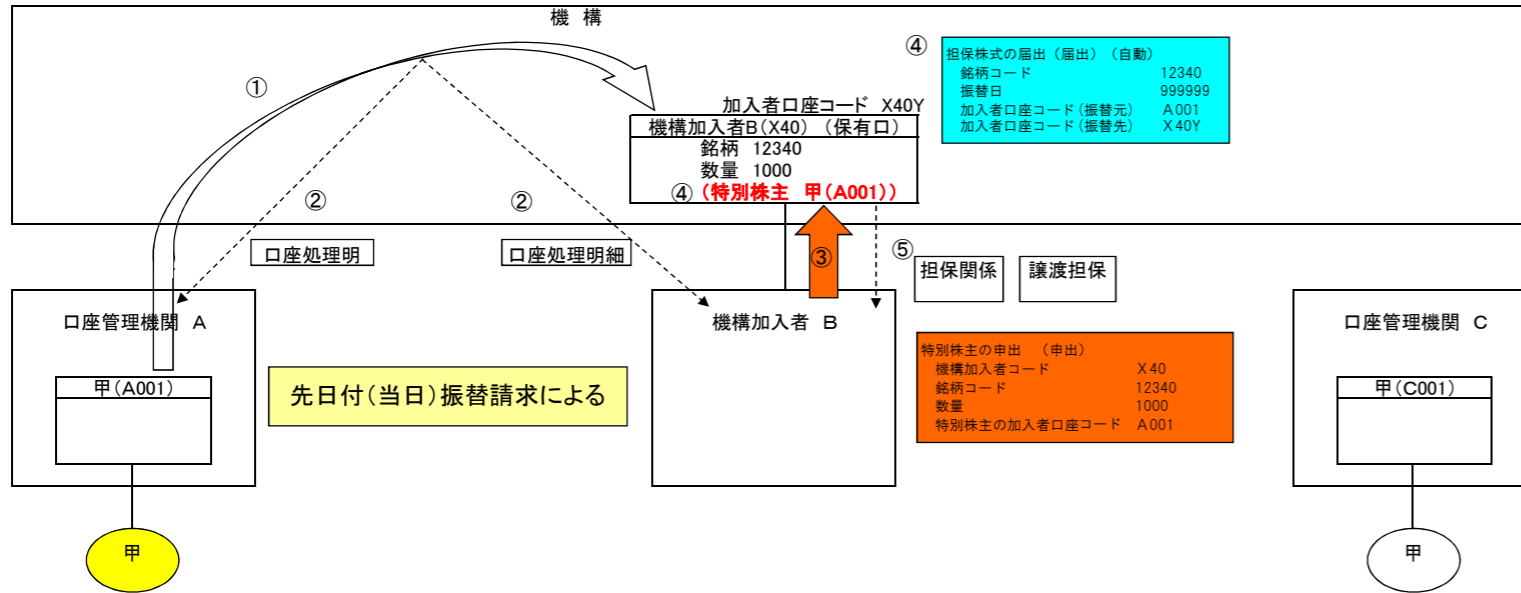 機 構
①
④
担保株式の届出(届出)(自動)
銘柄コード 12340
振替日 999999
加入者口座コード(振替元) A001
加入者口座コード(振替先) X40Y
加入者口座コード X40Y
機構加入者B(X40) (保有口)
銘柄 12340
数量 1000
④ (特別株主 甲(A001))
②
②
口座処理明
口座処理明細
③
⑤
担保関係
譲渡担保
口座管理機関 A
機構加入者 B
口座管理機関 C
甲(A001)
先日付(当日)振替請求による
特別株主の申出 (申出)
機構加入者コード X40
銘柄コード 12340
数量 1000
特別株主の加入者口座コード A001
甲(C001)
甲
甲